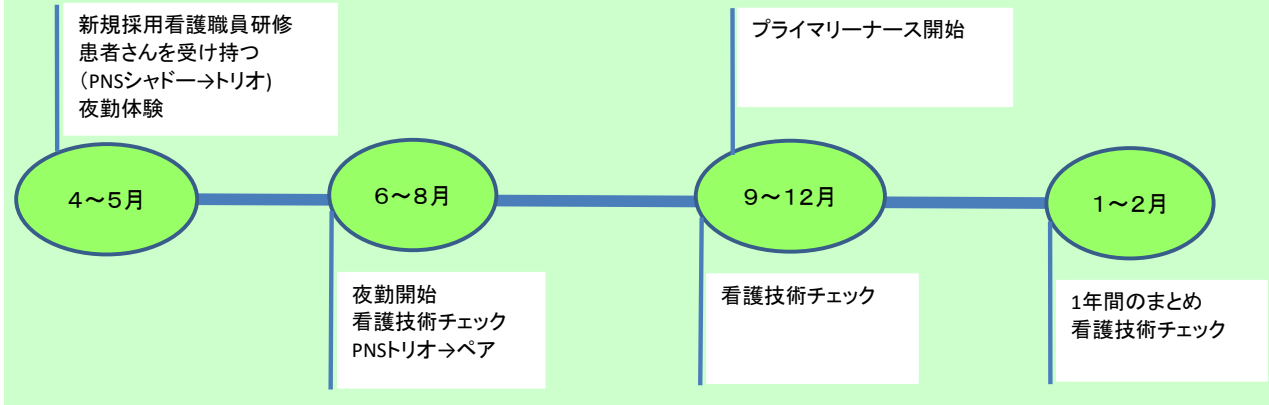 新規採用看護職員研修
患者さんを受け持つ
（PNSシャドー→トリオ)
夜勤体験
プライマリーナース開始
４～５月
６～８月
９～１２月
１～２月
夜勤開始
看護技術チェック
PNSトリオ→ペア
看護技術チェック
1年間のまとめ
看護技術チェック